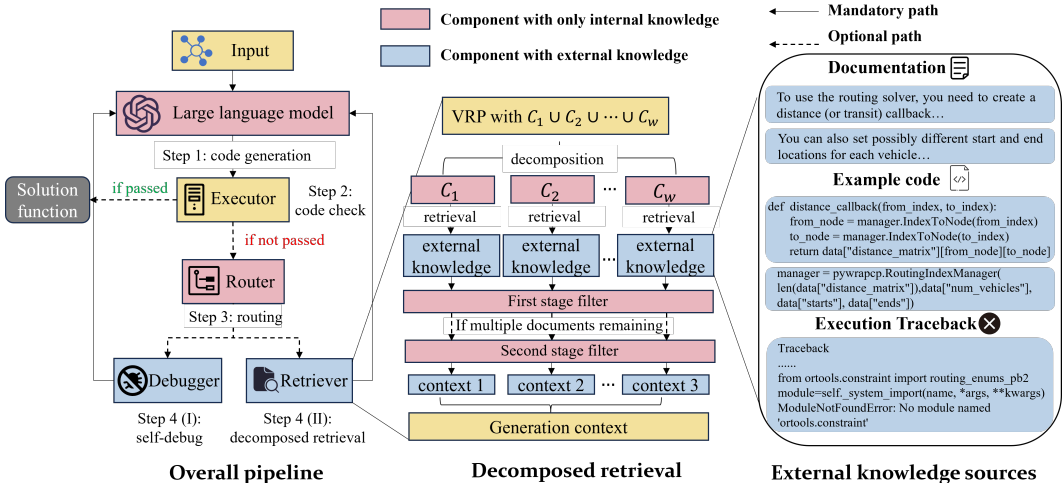 Component with only internal knowledge
Component with external knowledge
Mandatory path
Optional path
Input
Large language model
Step 1: code generation
if passed
Solution
function
Executor
Step 2:
code check
if not passed
Router
Step 3: routing
Debugger
Retriever
Step 4 (I):
self-debug
Step 4 (II):
decomposed retrieval
Overall pipeline
VRP with C₁ ∪ C₂ ∪ ⋯ ∪ C_w
decomposition
C₁ C₂ ... C_w
retrieval retrieval retrieval
external
knowledge
external
knowledge
...
external
knowledge
First stage filter
If multiple documents remaining
Second stage filter
context 1 context 2 ... context 3
Generation context
Decomposed retrieval
Documentation
To use the routing solver, you need to create a
distance (or transit) callback…
You can also set possibly different start and end
locations for each vehicle…
Example code
</>
def distance_callback(from_index, to_index):
from_node = manager.IndexToNode(from_index)
to_node = manager.IndexToNode(to_index)
return data["distance_matrix"][from_node][to_node]
manager = pywrapcp.RoutingIndexManager(
len(data["distance_matrix"]),data["num_vehicles"],
data["starts"], data["ends"])
Execution Traceback
Traceback
......
from ortools.constraint import routing_enums_pb2
module=self._system_import(name, *args, **kwargs)
ModuleNotFoundError: No module named
'ortools.constraint'
External knowledge sources